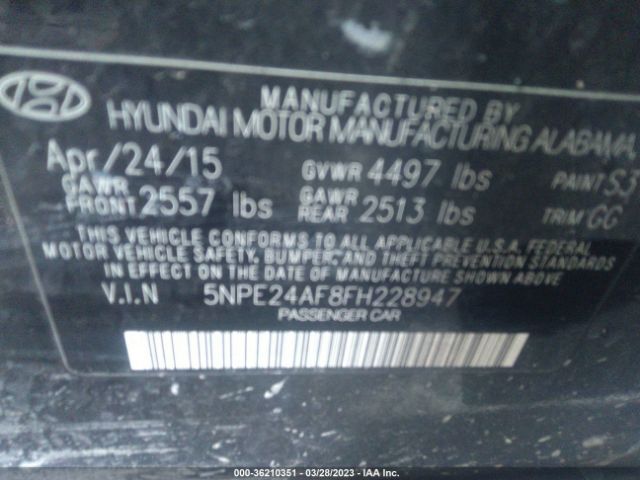 MANUFACTURED BY
HYUNDAI MOTOR MANUFACTURING ALABAMA
Apr/24/15 GVWR 4497 lbs PAINT S3
GAWR FRONT 2557 lbs GAWR REAR 2513 lbs TRIM GG
THIS VEHICLE CONFORMS TO ALL APPLICABLE U.S.A. FEDERAL
MOTOR VEHICLE SAFETY, BUMPER, AND THEFT PREVENTION STANDARDS
IN EFFECT ON THE DATE OF MANUFACTURE SHOWN ABOVE
V.I.N 5NPE24AF8FH228947
PASSENGER CAR
000-36210351 | 03/28/2023 - IAA Inc.